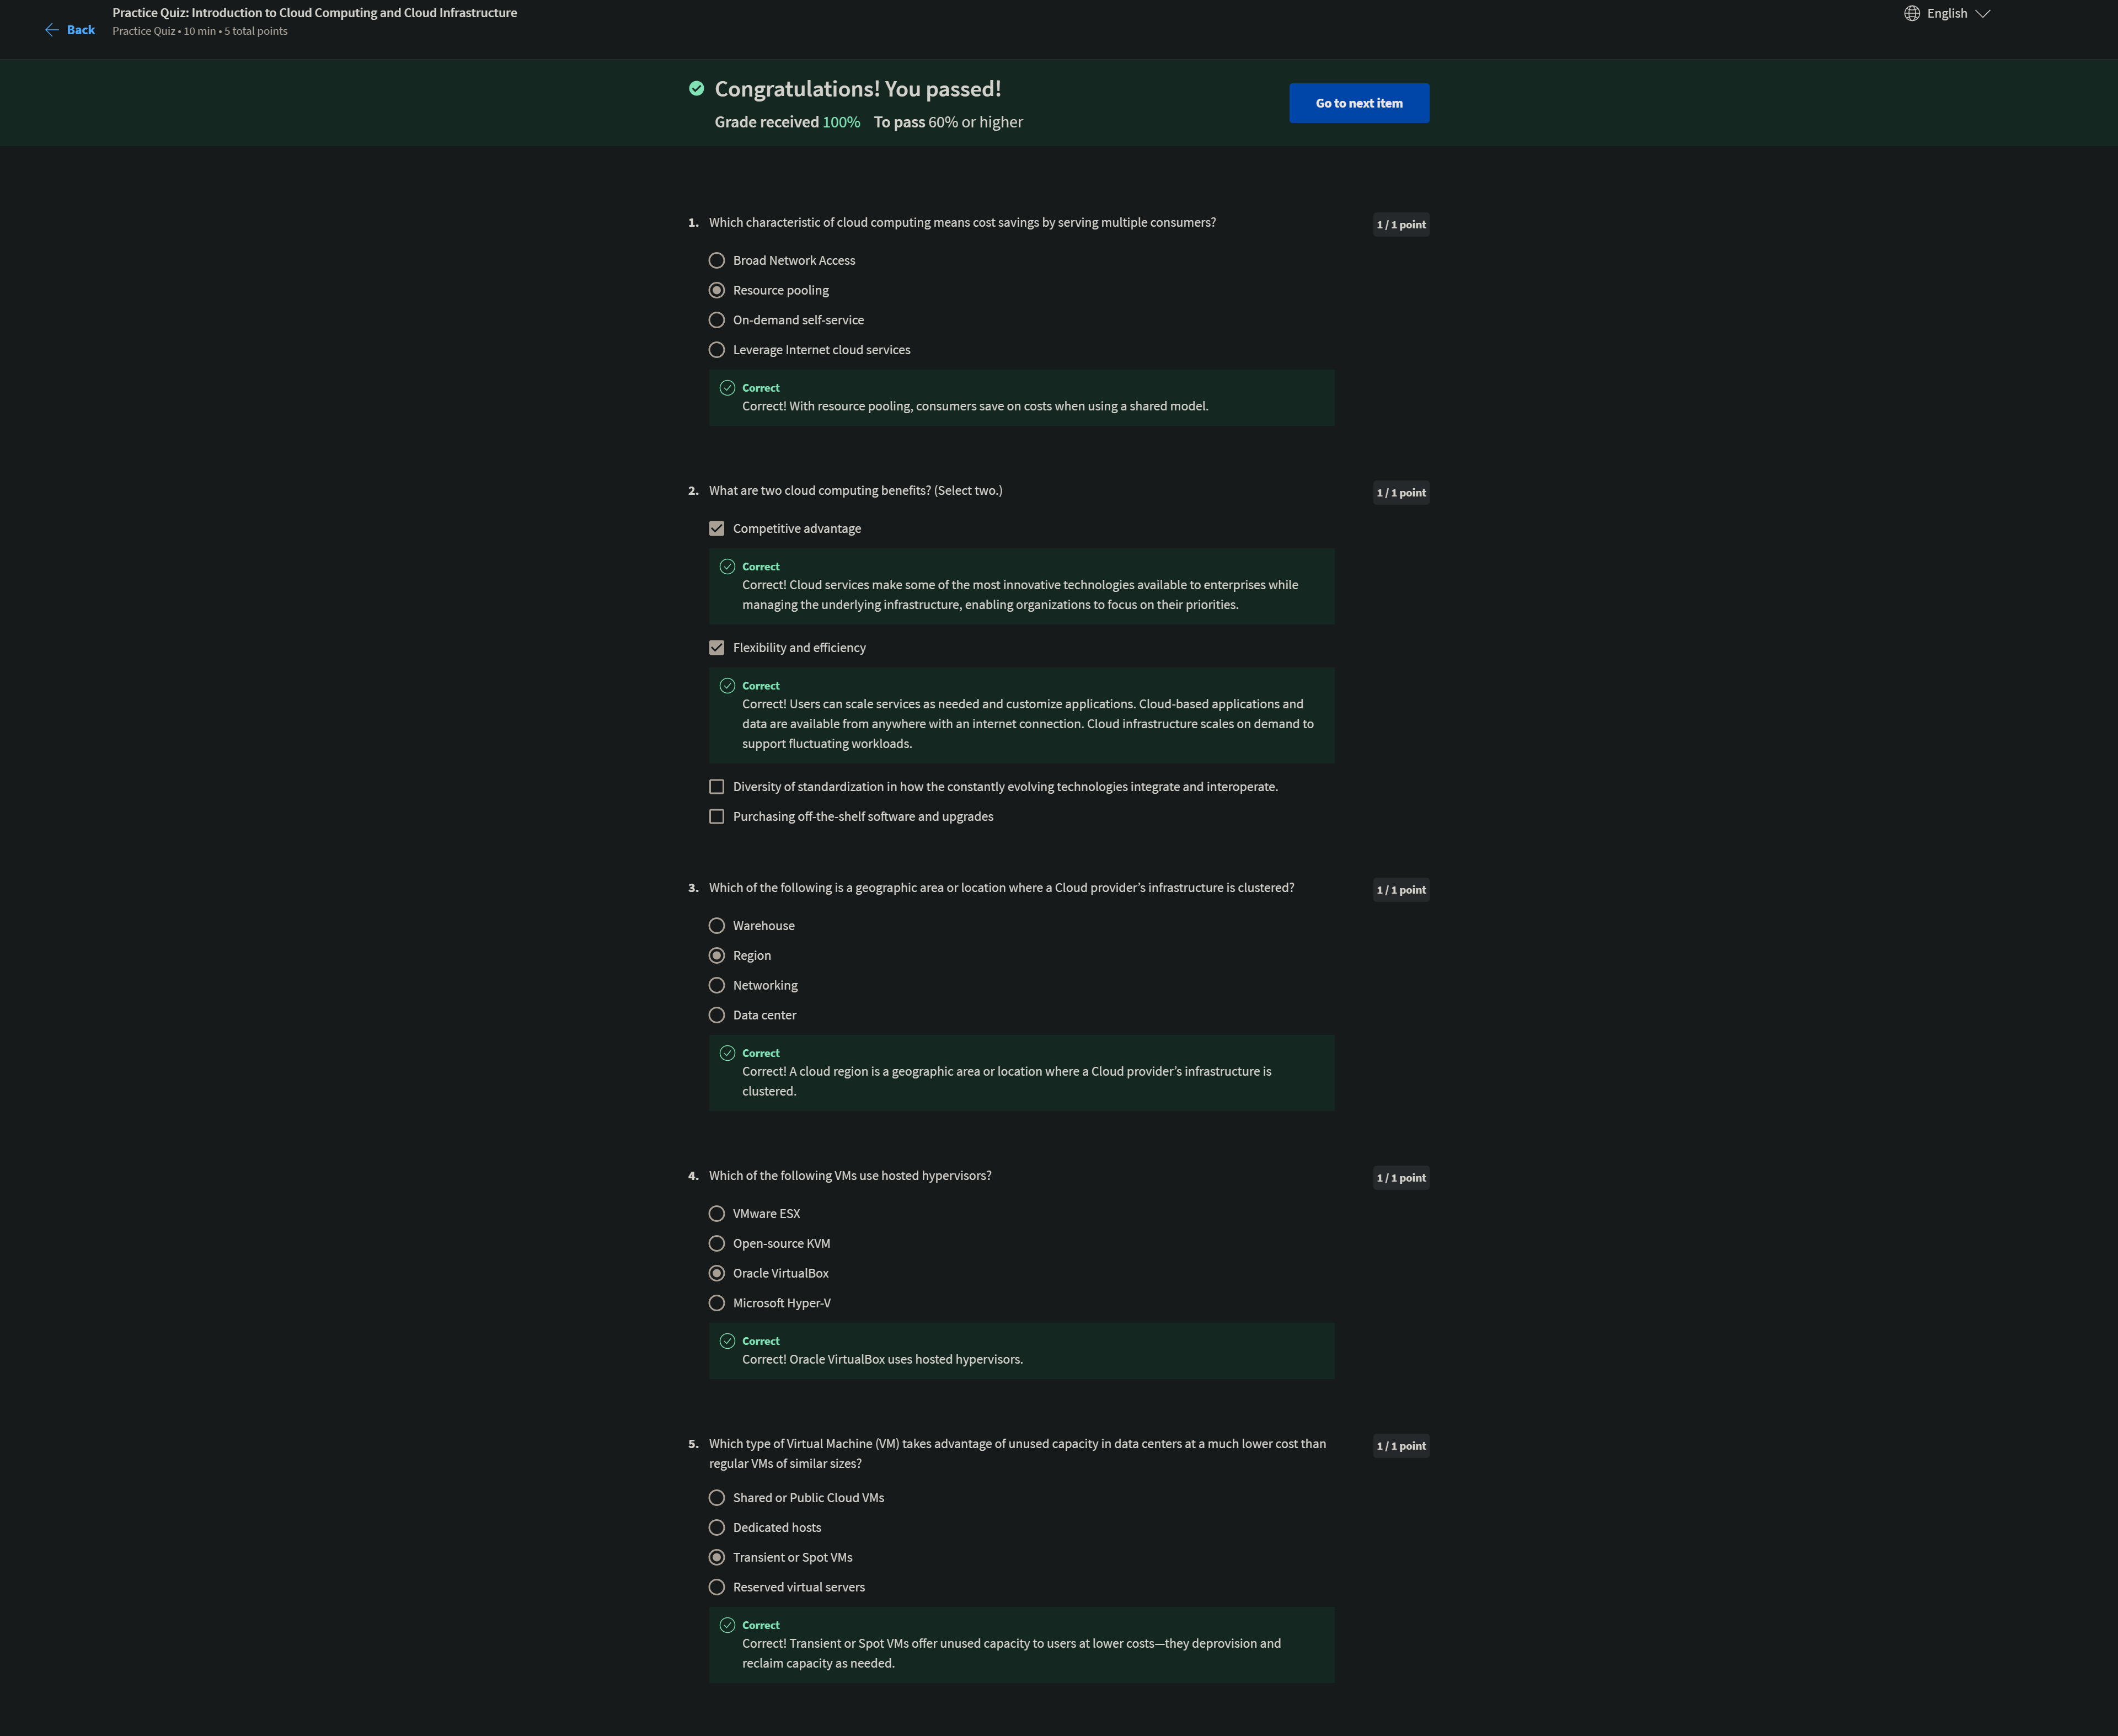 Back
Practice Quiz: Introduction to Cloud Computing and Cloud Infrastructure
Practice Quiz • 10 min • 5 total points
English
Congratulations! You passed!
Grade received 100% To pass 60% or higher
Go to next item
1. Which characteristic of cloud computing means cost savings by serving multiple consumers?
1 / 1 point
Broad Network Access
Resource pooling
On-demand self-service
Leverage Internet cloud services
Correct
Correct! With resource pooling, consumers save on costs when using a shared model.
2. What are two cloud computing benefits? (Select two.)
1 / 1 point
Competitive advantage
Correct
Correct! Cloud services make some of the most innovative technologies available to enterprises while
managing the underlying infrastructure, enabling organizations to focus on their priorities.
Flexibility and efficiency
Correct
Correct! Users can scale services as needed and customize applications. Cloud-based applications and
data are available from anywhere with an internet connection. Cloud infrastructure scales on demand to
support fluctuating workloads.
Diversity of standardization in how the constantly evolving technologies integrate and interoperate.
Purchasing off-the-shelf software and upgrades
3. Which of the following is a geographic area or location where a Cloud provider’s infrastructure is clustered?
1 / 1 point
Warehouse
Region
Networking
Data center
Correct
Correct! A cloud region is a geographic area or location where a Cloud provider’s infrastructure is
clustered.
4. Which of the following VMs use hosted hypervisors?
1 / 1 point
VMware ESX
Open-source KVM
Oracle VirtualBox
Microsoft Hyper-V
Correct
Correct! Oracle VirtualBox uses hosted hypervisors.
5. Which type of Virtual Machine (VM) takes advantage of unused capacity in data centers at a much lower cost than
regular VMs of similar sizes?
1 / 1 point
Shared or Public Cloud VMs
Dedicated hosts
Transient or Spot VMs
Reserved virtual servers
Correct
Correct! Transient or Spot VMs offer unused capacity to users at lower costs—they deprovision and
reclaim capacity as needed.